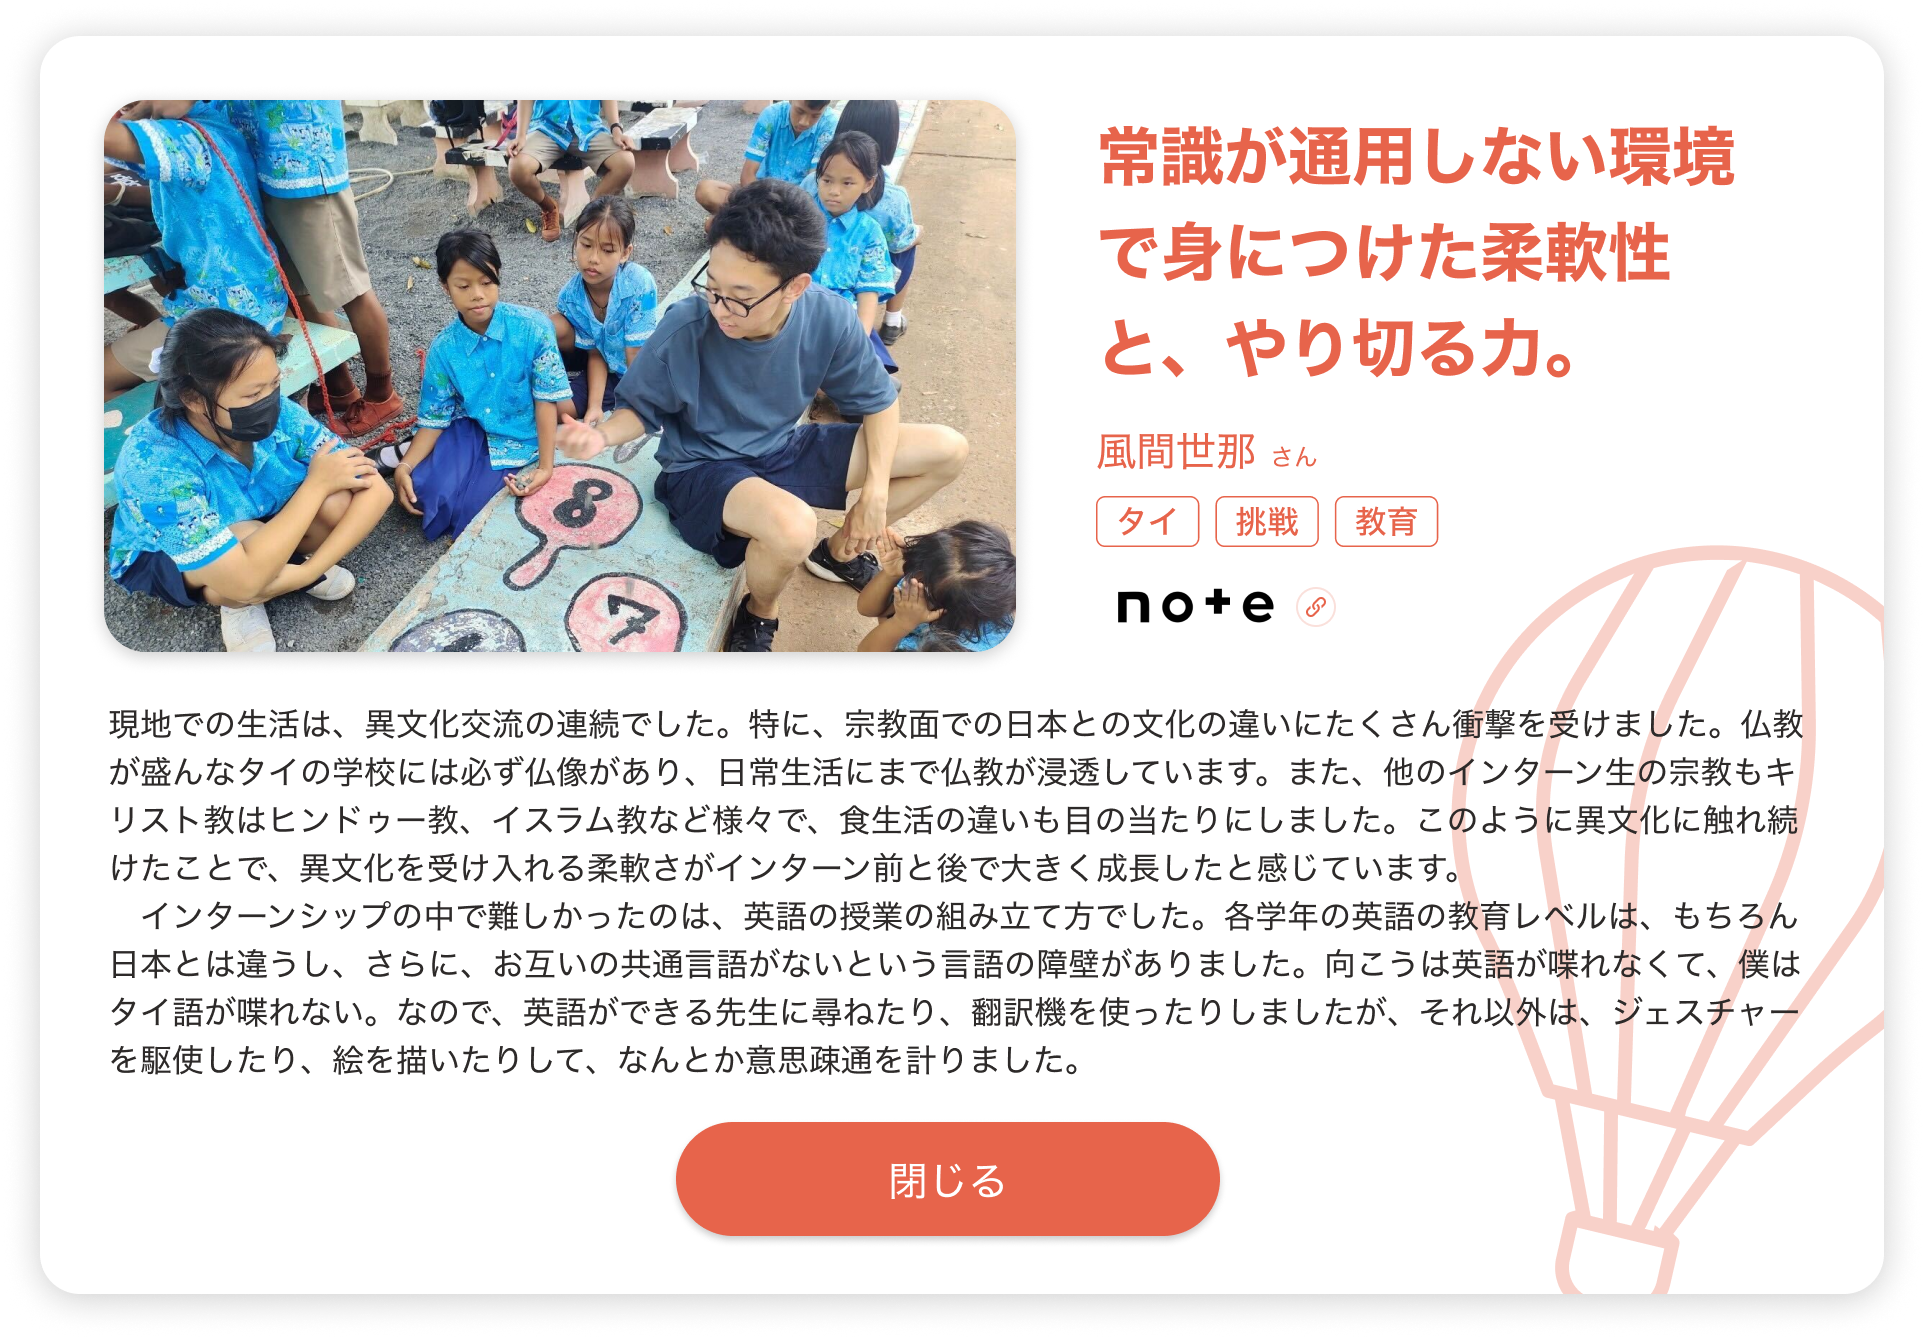 常識が通用しない環境
で身につけた柔軟性
と、やり切る力。
風間世那 さん
タイ 挑戦 教育
note
8
7
現地での生活は、異文化交流の連続でした。特に、宗教面での日本との文化の違いにたくさん衝撃を受けました。仏教
が盛んなタイの学校には必ず仏像があり、日常生活にまで仏教が浸透しています。また、他のインターン生の宗教もキ
リスト教はヒンドゥー教、イスラム教など様々で、食生活の違いも目の当たりにしました。このように異文化に触れ続
けたことで、異文化を受け入れる柔軟さがインターン前と後で大きく成長したと感じています。
　インターンシップの中で難しかったのは、英語の授業の組み立て方でした。各学年の英語の教育レベルは、もちろん
日本とは違うし、さらに、お互いの共通言語がないという言語の障壁がありました。向こうは英語が喋れなくて、僕は
タイ語が喋れない。なので、英語ができる先生に尋ねたり、翻訳機を使ったりしましたが、それ以外は、ジェスチャー
を駆使したり、絵を描いたりして、なんとか意思疎通を計りました。
閉じる